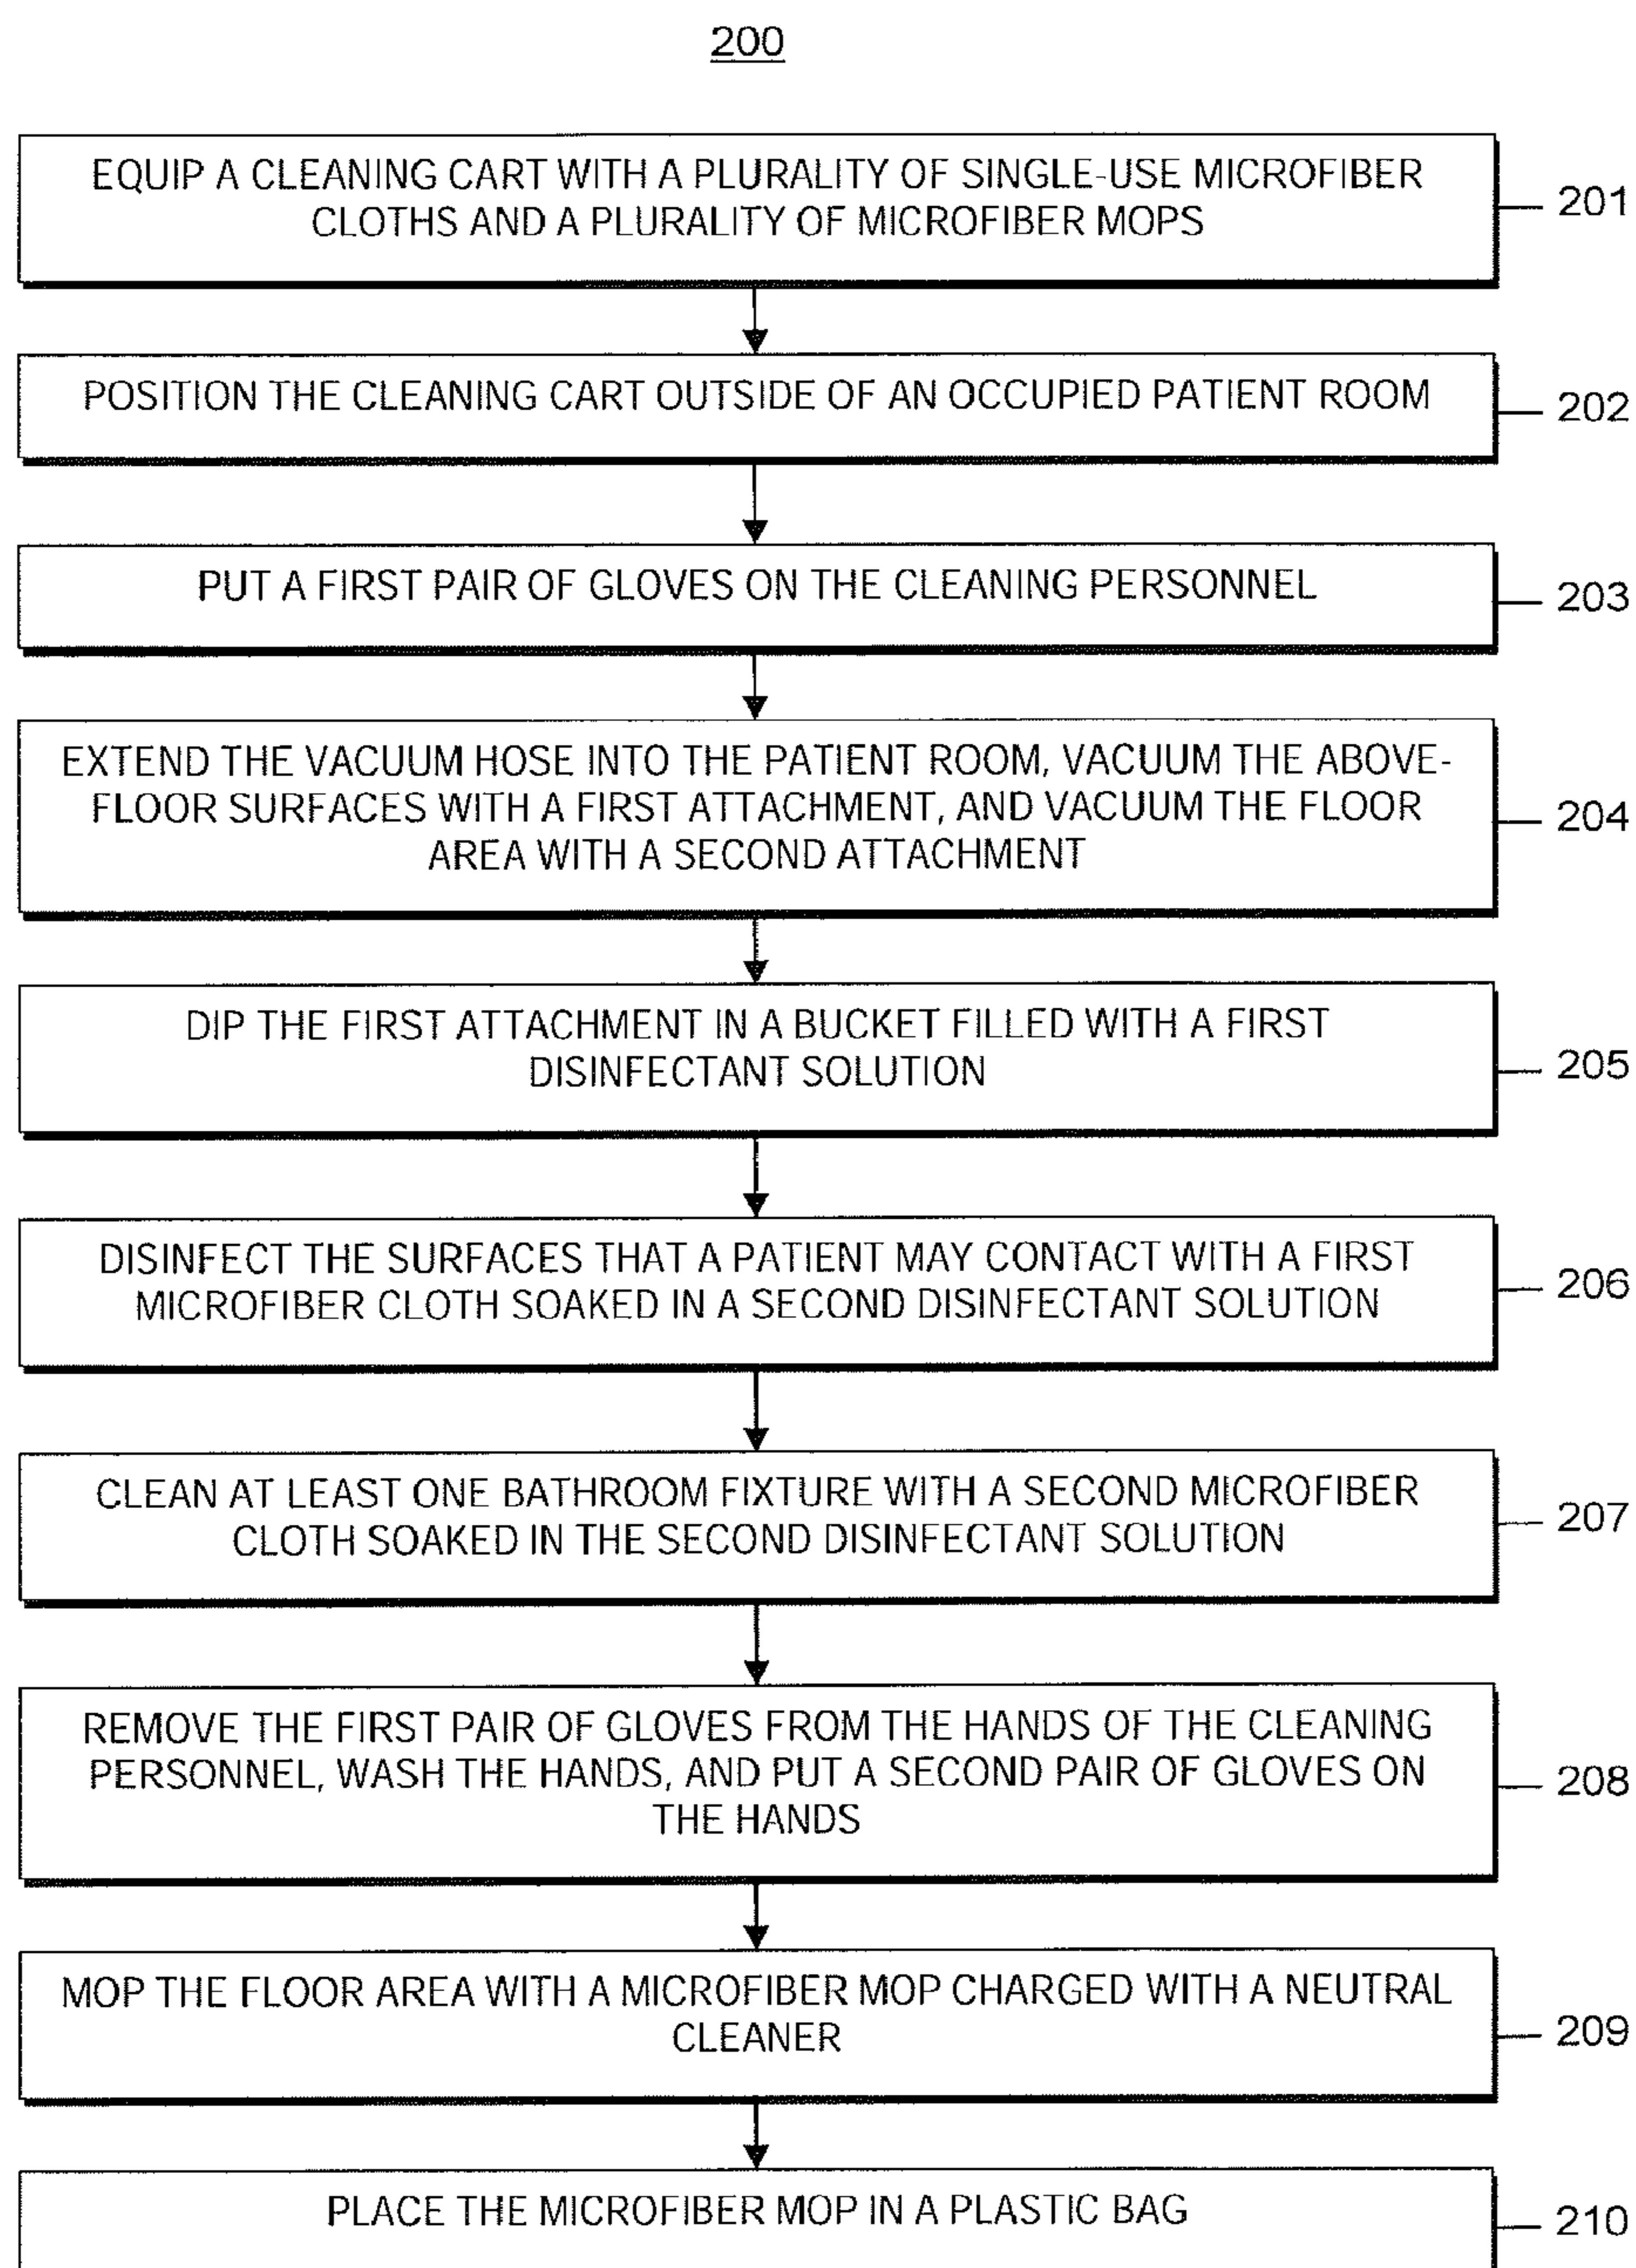 200
EQUIP A CLEANING CART WITH A PLURALITY OF SINGLE-USE MICROFIBER
CLOTHS AND A PLURALITY OF MICROFIBER MOPS
201
POSITION THE CLEANING CART OUTSIDE OF AN OCCUPIED PATIENT ROOM
202
PUT A FIRST PAIR OF GLOVES ON THE CLEANING PERSONNEL
203
EXTEND THE VACUUM HOSE INTO THE PATIENT ROOM, VACUUM THE ABOVE-
FLOOR SURFACES WITH A FIRST ATTACHMENT, AND VACUUM THE FLOOR
AREA WITH A SECOND ATTACHMENT
204
DIP THE FIRST ATTACHMENT IN A BUCKET FILLED WITH A FIRST
DISINFECTANT SOLUTION
205
DISINFECT THE SURFACES THAT A PATIENT MAY CONTACT WITH A FIRST
MICROFIBER CLOTH SOAKED IN A SECOND DISINFECTANT SOLUTION
206
CLEAN AT LEAST ONE BATHROOM FIXTURE WITH A SECOND MICROFIBER
CLOTH SOAKED IN THE SECOND DISINFECTANT SOLUTION
207
REMOVE THE FIRST PAIR OF GLOVES FROM THE HANDS OF THE CLEANING
PERSONNEL, WASH THE HANDS, AND PUT A SECOND PAIR OF GLOVES ON
THE HANDS
208
MOP THE FLOOR AREA WITH A MICROFIBER MOP CHARGED WITH A NEUTRAL
CLEANER
209
PLACE THE MICROFIBER MOP IN A PLASTIC BAG
210